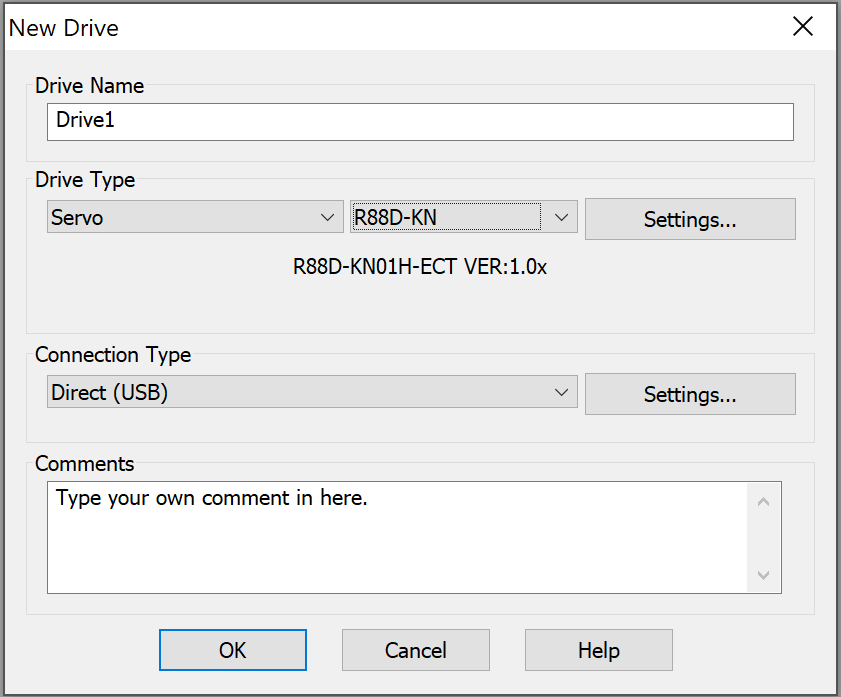 New Drive
Drive Name
Drive1
Drive Type
Servo
R88D-KN
Settings...
R88D-KN01H-ECT VER:1.0x
Connection Type
Direct (USB)
Settings...
Comments
Type your own comment in here.
OK
Cancel
Help